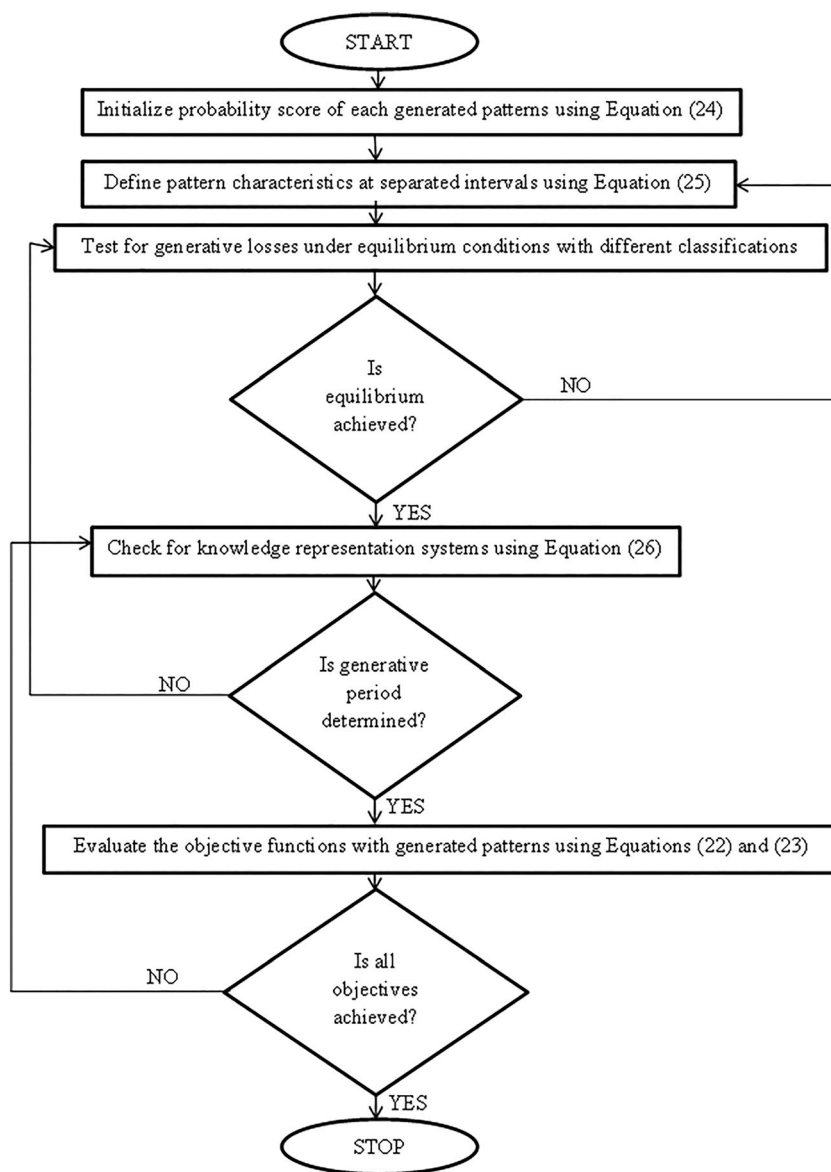 START
Initialize probability score of each generated patterns using Equation (24)
Define pattern characteristics at separated intervals using Equation (25)
Test for generative losses under equilibrium conditions with different classifications
Is
equilibrium
achieved?
NO
YES
Check for knowledge representation systems using Equation (26)
Is generative
period
determined?
NO
YES
Evaluate the objective functions with generated patterns using Equations (22) and (23)
Is all
objectives
achieved?
NO
YES
STOP